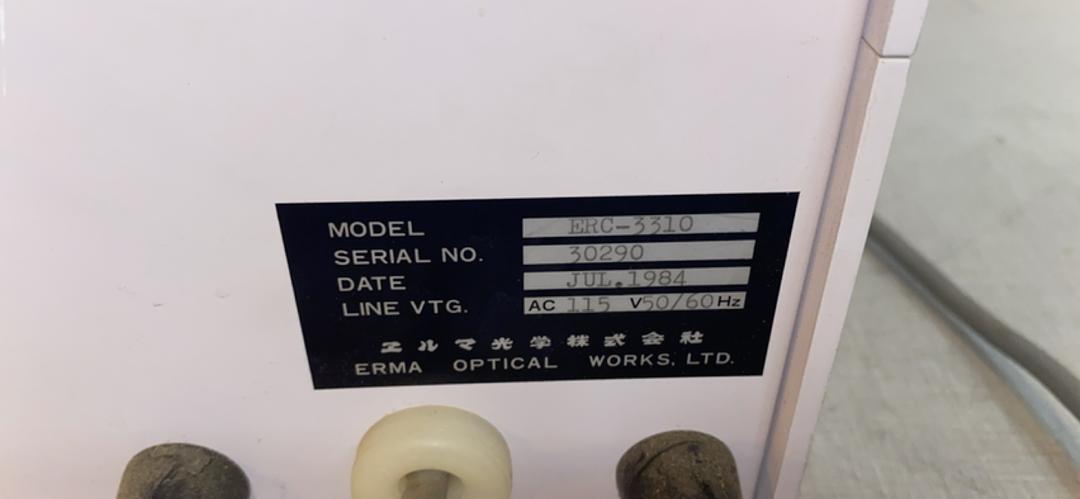 MODEL ERC-3310
SERIAL NO. 30290
DATE JUL.1984
LINE VTG. AC 115 V50/60Hz
エルマ光学株式会社
ERMA OPTICAL WORKS, LTD.